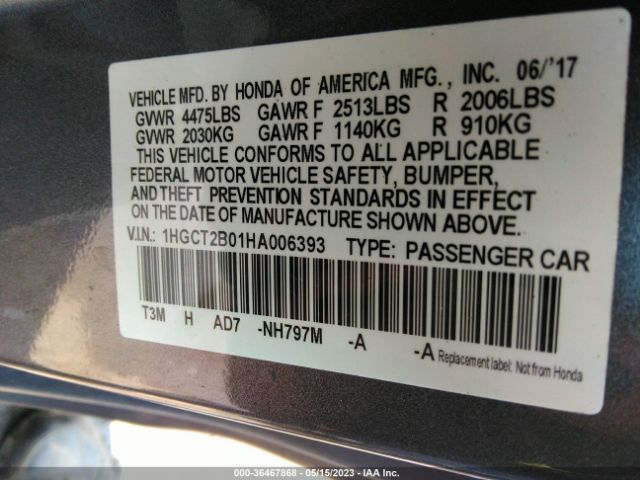 VEHICLE MFD. BY HONDA OF AMERICA MFG., INC. 06/'17
GVWR 4475LBS GAWR F 2513LBS R 2006LBS
GVWR 2030KG GAWR F 1140KG R 910KG
THIS VEHICLE CONFORMS TO ALL APPLICABLE
FEDERAL MOTOR VEHICLE SAFETY, BUMPER,
AND THEFT PREVENTION STANDARDS IN EFFECT
ON THE DATE OF MANUFACTURE SHOWN ABOVE.
V.I.N.: 1HGCT2B01HA006393 TYPE: PASSENGER CAR
T3M H AD7 -NH797M -A -A Replacement label: Not from Honda
000-36467868 - 05/15/2023 - IAA Inc.